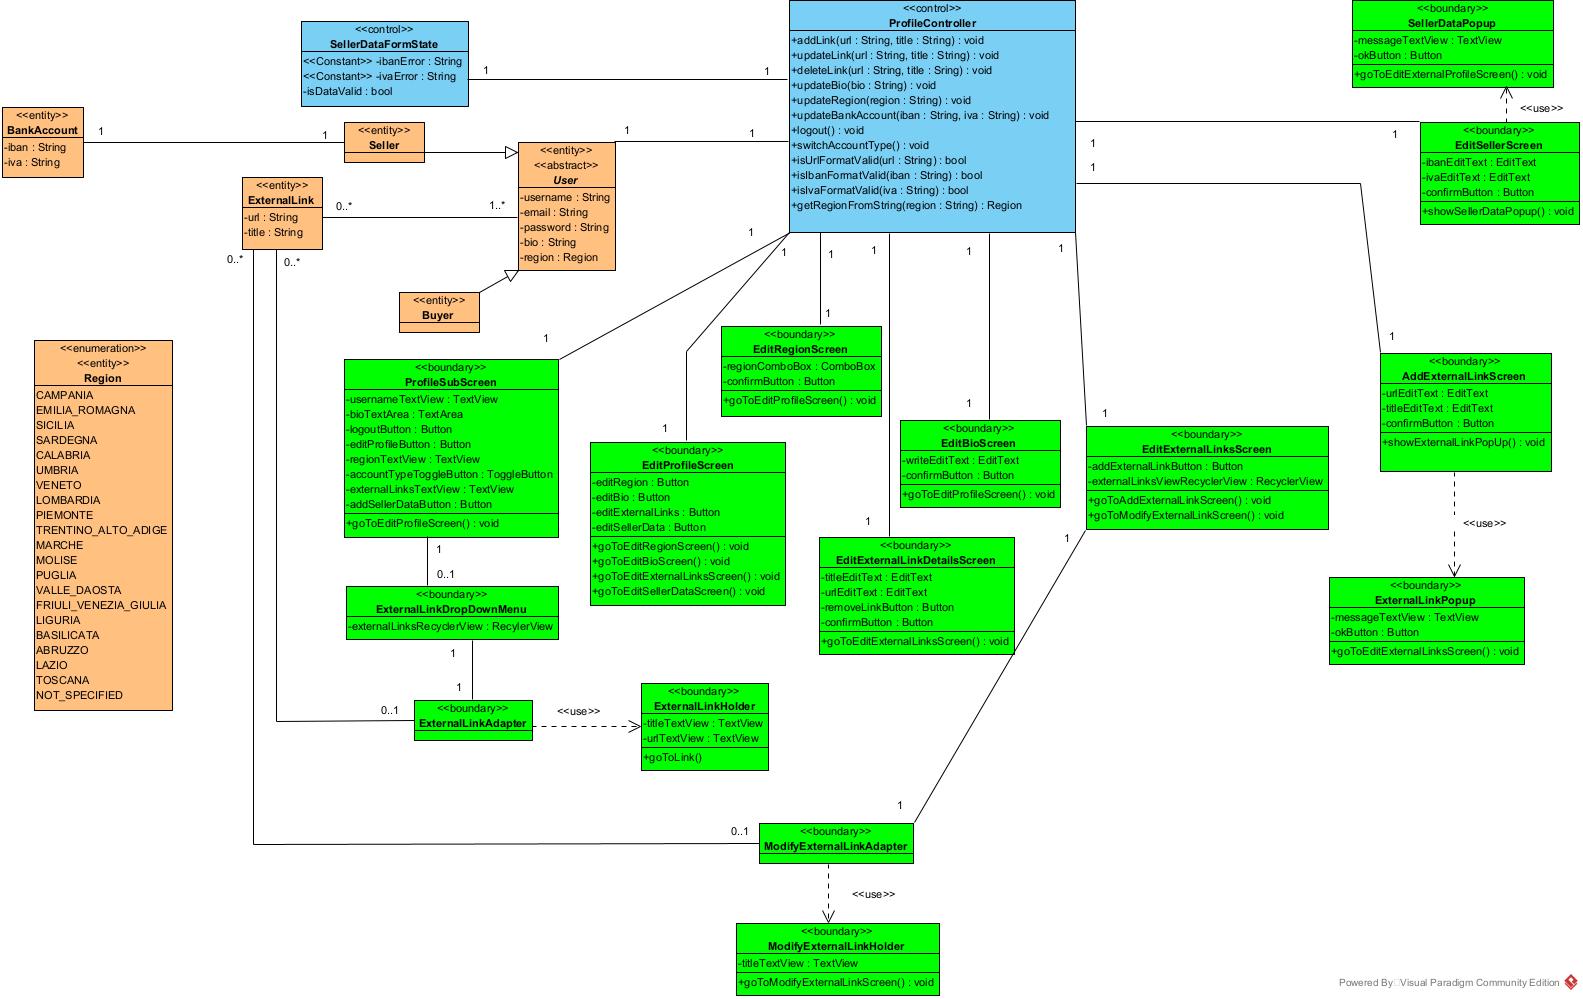 <<control>>
SellerDataFormState
<<Constant>> -ibanError : String
<<Constant>> -ivaError : String
-isDataValid : bool
1
1
<<control>>
ProfileController
+addLink(url : String, title : String) : void
+updateLink(url : String, title : String) : void
+deleteLink(url : String, title : Sring) : void
+updateBio(bio : String) : void
+updateRegion(region : String) : void
+updateBankAccount(iban : String, iva : String) : void
+logout() : void
+switchAccountType() : void
+isUrlFormatValid(url : String) : bool
+isIbanFormatValid(iban : String) : bool
+isIvaFormatValid(iva : String) : bool
+getRegionFromString(region : String) : Region
<<boundary>>
SellerDataPopup
-messageTextView : TextView
-okButton : Button
+goToEditExternalProfileScreen() : void
<<use>>
<<boundary>>
EditSellerScreen
-ibanEditText : EditText
-ivaEditText : EditText
-confirmButton : Button
+showSellerDataPopup() : void
1
1
1
<<entity>>
BankAccount
-iban : String
-iva : String
1
1
<<entity>>
Seller
1
1
<<entity>>
<<abstract>>
User
-username : String
-email : String
-password : String
-bio : String
-region : Region
<<entity>>
ExternalLink
-url : String
-title : String
0..*
1..*
0..*
0..*
<<entity>>
Buyer
<<enumeration>>
<<entity>>
Region
CAMPANIA
EMILIA_ROMAGNA
SICILIA
SARDEGNA
CALABRIA
UMBRIA
VENETO
LOMBARDIA
PIEMONTE
TRENTINO_ALTO_ADIGE
MARCHE
MOLISE
PUGLIA
VALLE_DAOSTA
FRIULI_VENEZIA_GIULIA
LIGURIA
BASILICATA
ABRUZZO
LAZIO
TOSCANA
NOT_SPECIFIED
1
1
1
1
1
1
1
<<boundary>>
ProfileSubScreen
-usernameTextView : TextView
-bioTextArea : TextArea
-logoutButton : Button
-editProfileButton : Button
-regionTextView : TextView
-accountTypeToggleButton : ToggleButton
-externalLinksTextView : TextView
-addSellerDataButton : Button
+goToEditProfileScreen() : void
1
<<boundary>>
EditRegionScreen
-regionComboBox : ComboBox
-confirmButton : Button
+goToEditProfileScreen() : void
1
<<boundary>>
EditProfileScreen
-editRegion : Button
-editBio : Button
-editExternalLinks : Button
-editSellerData : Button
+goToEditRegionScreen() : void
+goToEditBioScreen() : void
+goToEditExternalLinksScreen() : void
+goToEditSellerDataScreen() : void
1
<<boundary>>
EditBioScreen
-writeEditText : EditText
-confirmButton : Button
+goToEditProfileScreen() : void
1
<<boundary>>
EditExternalLinksScreen
-addExternalLinkButton : Button
-externalLinksViewRecyclerView : RecyclerView
+goToAddExternalLinkScreen() : void
+goToModifyExternalLinkScreen() : void
1
<<boundary>>
AddExternalLinkScreen
-urlEditText : EditText
-titleEditText : EditText
-confirmButton : Button
+showExternalLinkPopUp() : void
<<use>>
<<boundary>>
ExternalLinkPopup
-messageTextView : TextView
-okButton : Button
+goToEditExternalLinksScreen() : void
1
<<boundary>>
EditExternalLinkDetailsScreen
-titleEditText : EditText
-urlEditText : EditText
-removeLinkButton : Button
-confirmButton : Button
+goToEditExternalLinksScreen() : void
1
1
0..1
<<boundary>>
ExternalLinkDropDownMenu
-externalLinksRecyclerView : RecylerView
1
1
0..1
<<boundary>>
ExternalLinkAdapter
<<use>>
<<boundary>>
ExternalLinkHolder
-titleTextView : TextView
-urlTextView : TextView
+goToLink()
1
0..1
<<boundary>>
ModifyExternalLinkAdapter
<<use>>
<<boundary>>
ModifyExternalLinkHolder
-titleTextView : TextView
+goToModifyExternalLinkScreen() : void
Powered By Visual Paradigm Community Edition